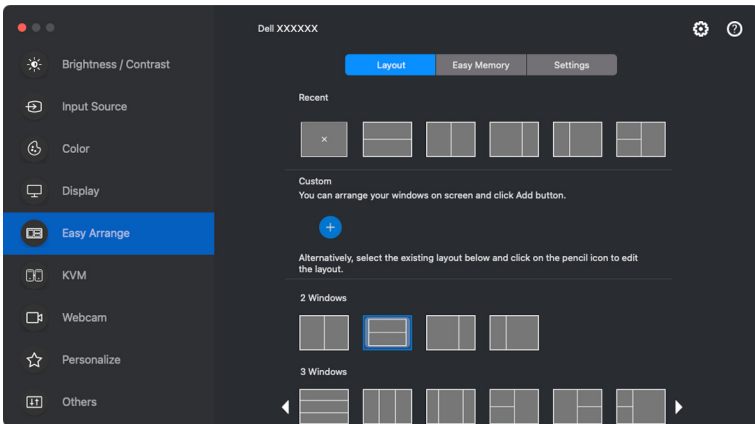 Dell XXXXXX
Brightness / Contrast
Input Source
Color
Display
Easy Arrange
KVM
Webcam
Personalize
Others
Layout
Easy Memory
Settings
Recent
Custom
You can arrange your windows on screen and click Add button.
Alternatively, select the existing layout below and click on the pencil icon to edit
the layout.
2 Windows
3 Windows